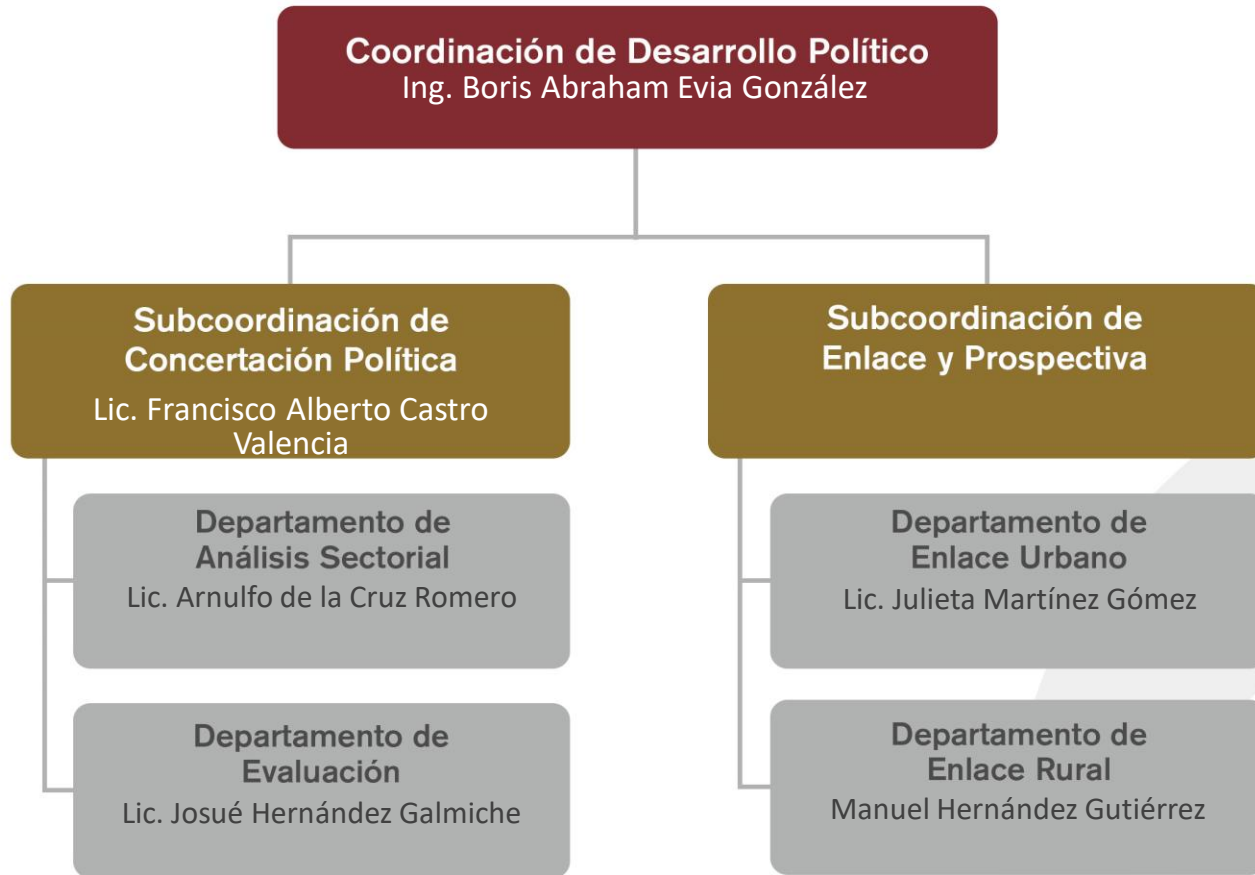 Coordinación de Desarrollo Político
Ing. Boris Abraham Evia González
Subcoordinación de
Concertación Política
Lic. Francisco Alberto Castro
Valencia
Departamento de
Análisis Sectorial
Lic. Arnulfo de la Cruz Romero
Departamento de
Evaluación
Lic. Josué Hernández Galmiche
Subcoordinación de
Enlace y Prospectiva
Departamento de
Enlace Urbano
Lic. Julieta Martínez Gómez
Departamento de
Enlace Rural
Manuel Hernández Gutiérrez